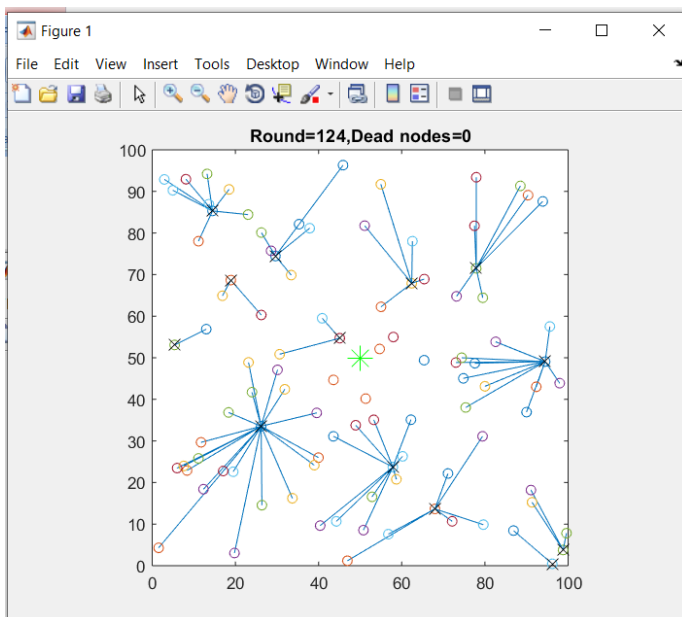 Figure 1
File Edit View Insert Tools Desktop Window Help
Round=124,Dead nodes=0
100
90
80
70
60
50
40
30
20
10
0
0 20 40 60 80 100